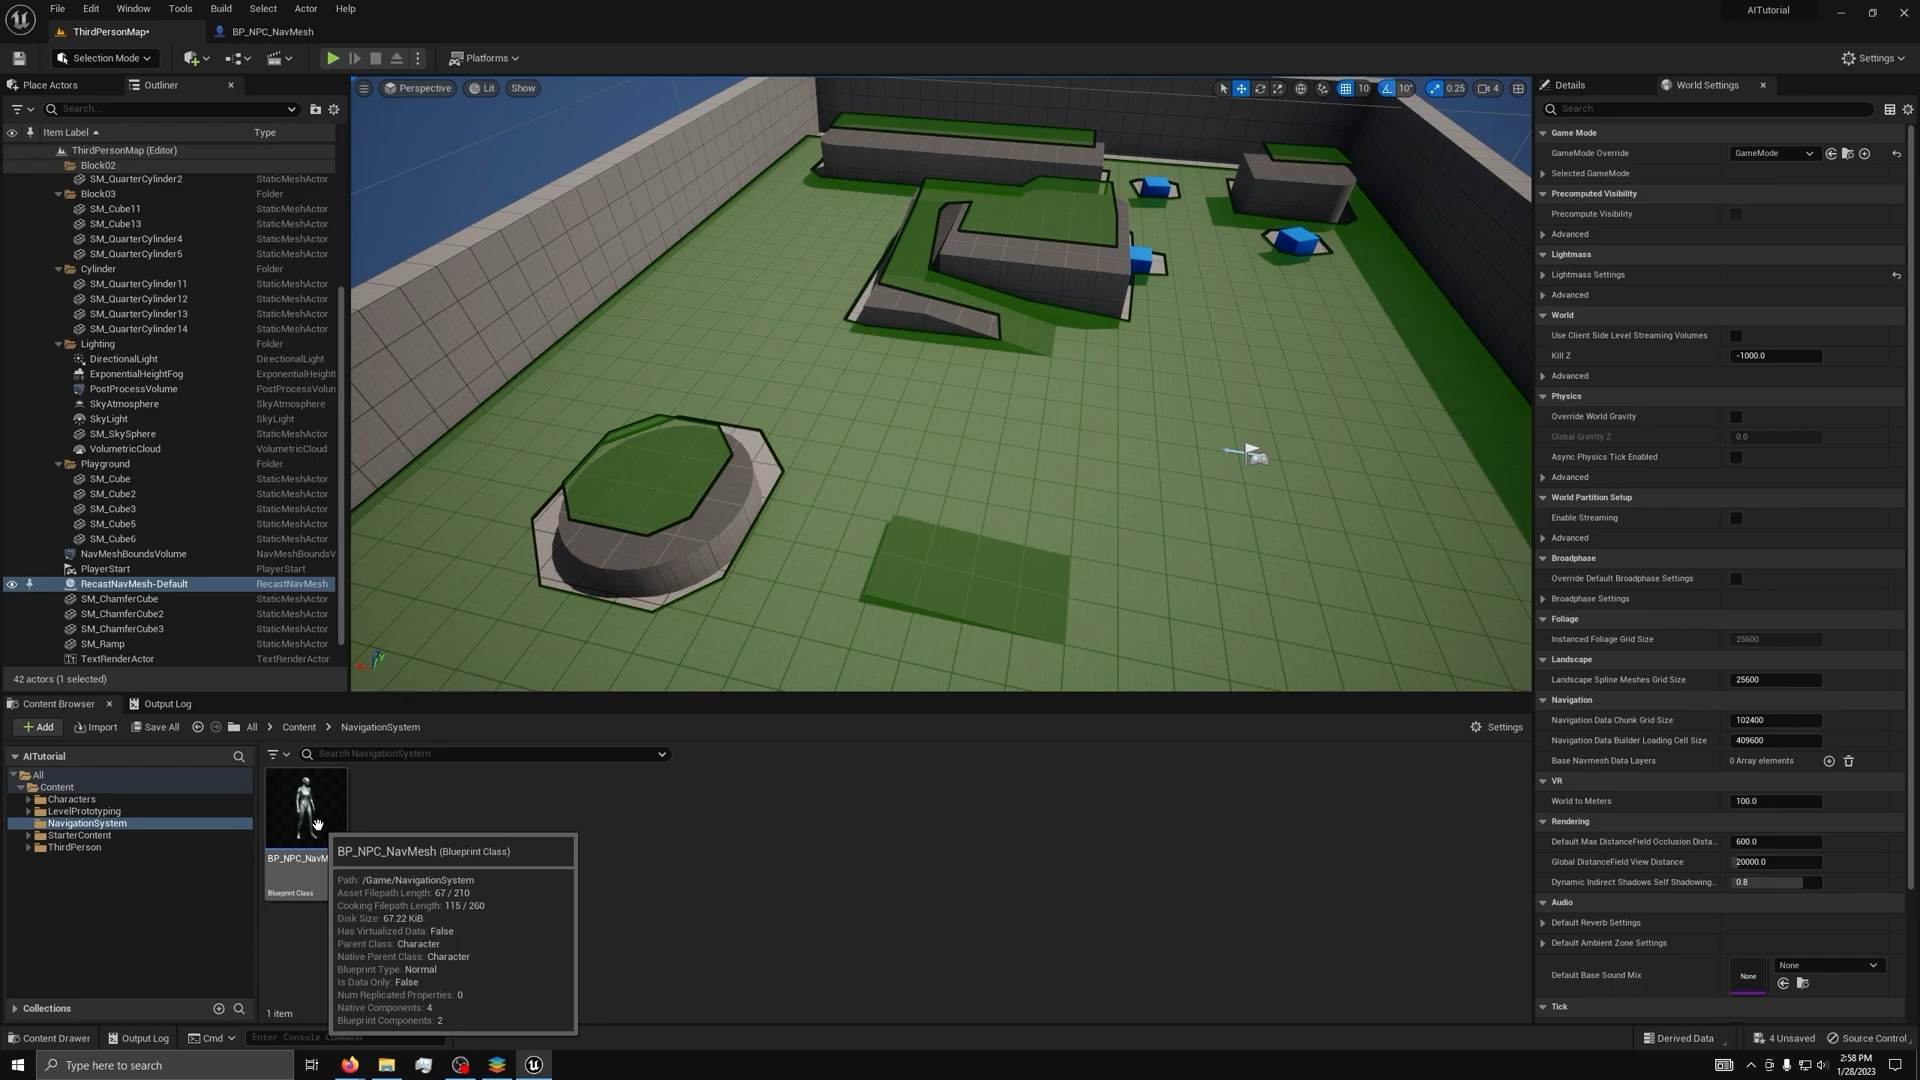 File Edit Window Tools Build Select Actor Help
AITutorial
ThirdPersonMap*
BP_NPC_NavMesh
Selection Mode
Platforms
Settings
Place Actors
Outliner
Search...
Item Label
Type
ThirdPersonMap (Editor)
Block02
SM_QuarterCylinder2 StaticMeshActor
Block03 Folder
SM_Cube11 StaticMeshActor
SM_Cube13 StaticMeshActor
SM_QuarterCylinder4 StaticMeshActor
SM_QuarterCylinder5 StaticMeshActor
Cylinder Folder
SM_QuarterCylinder11 StaticMeshActor
SM_QuarterCylinder12 StaticMeshActor
SM_QuarterCylinder13 StaticMeshActor
SM_QuarterCylinder14 StaticMeshActor
Lighting Folder
DirectionalLight DirectionalLight
ExponentialHeightFog ExponentialHeight
PostProcessVolume PostProcessVolun
SkyAtmosphere SkyAtmosphere
SkyLight SkyLight
SM_SkySphere StaticMeshActor
VolumetricCloud VolumetricCloud
Playground Folder
SM_Cube StaticMeshActor
SM_Cube2 StaticMeshActor
SM_Cube3 StaticMeshActor
SM_Cube5 StaticMeshActor
SM_Cube6 StaticMeshActor
NavMeshBoundsVolume NavMeshBoundsV
PlayerStart PlayerStart
RecastNavMesh-Default RecastNavMesh
SM_ChamferCube StaticMeshActor
SM_ChamferCube2 StaticMeshActor
SM_ChamferCube3 StaticMeshActor
SM_Ramp StaticMeshActor
TextRenderActor TextRenderActor
42 actors (1 selected)
Perspective Lit Show
10 10° 0.25 4
Details
World Settings
Search
Game Mode
GameMode Override GameMode
Selected GameMode
Precomputed Visibility
Precompute Visibility
Advanced
Lightmass
Lightmass Settings
Advanced
World
Use Client Side Level Streaming Volumes
Kill Z -1000.0
Advanced
Physics
Override World Gravity
Global Gravity Z 0.0
Async Physics Tick Enabled
Advanced
World Partition Setup
Enable Streaming
Advanced
Broadphase
Override Default Broadphase Settings
Broadphase Settings
Foliage
Instanced Foliage Grid Size 25600
Landscape
Landscape Spline Meshes Grid Size 25600
Navigation
Navigation Data Chunk Grid Size 102400
Navigation Data Builder Loading Cell Size 409600
Base Navmesh Data Layers 0 Array elements
VR
World to Meters 100.0
Rendering
Default Max DistanceField Occlusion Dista... 600.0
Global DistanceField View Distance 20000.0
Dynamic Indirect Shadows Self Shadowing... 0.8
Audio
Default Reverb Settings
Default Ambient Zone Settings
Default Base Sound Mix None None
Tick
Content Browser
Output Log
Add Import Save All All > Content > NavigationSystem
Settings
AITutorial
Search NavigationSystem
All
Content
Characters
LevelPrototyping
NavigationSystem
StarterContent
ThirdPerson
Collections
BP_NPC_NavM
Blueprint Class
1 item
BP_NPC_NavMesh (Blueprint Class)
Path: /Game/NavigationSystem
Asset Filepath Length: 67 / 210
Cooking Filepath Length: 115 / 260
Disk Size: 67.22 KiB
Has Virtualized Data: False
Parent Class: Character
Native Parent Class: Character
Blueprint Type: Normal
Is Data Only: False
Num Replicated Properties: 0
Native Components: 4
Blueprint Components: 2
Content Drawer Output Log Cmd Enter Console Command
Derived Data 4 Unsaved Source Control
Type here to search
2:58 PM
1/28/2023